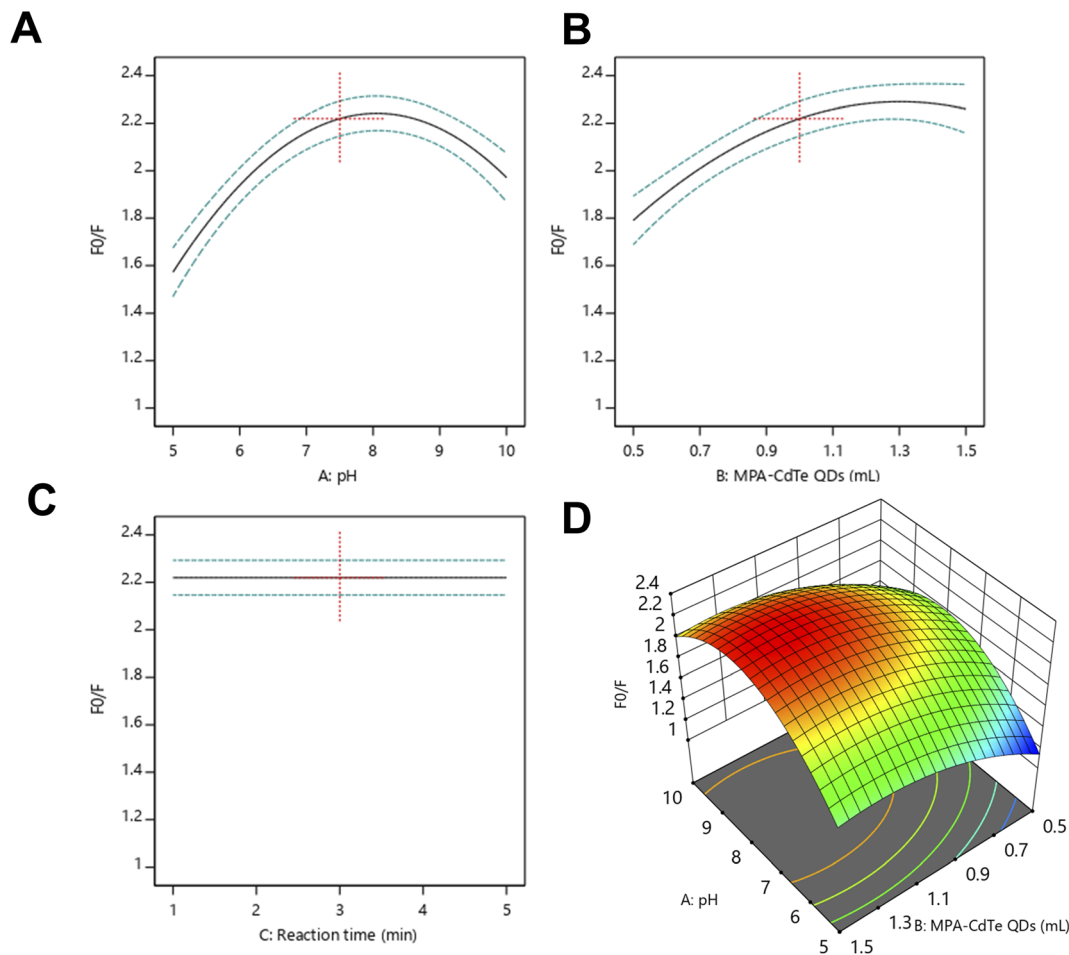 A
2.4
2.2
2
1.8
1.6
1.4
1.2
1
F0/F
5 6 7 8 9 10
A: pH
B
2.4
2.2
2
1.8
1.6
1.4
1.2
1
F0/F
0.5 0.7 0.9 1.1 1.3 1.5
B: MPA-CdTe QDs (mL)
C
2.4
2.2
2
1.8
1.6
1.4
1.2
1
F0/F
1 2 3 4 5
C: Reaction time (min)
D
2.4
2.2
2
1.8
1.6
1.4
1.2
1
F0/F
10
9
8
7
6
5
A: pH
0.5
0.7
0.9
1.1
1.3
1.5
B: MPA-CdTe QDs (mL)